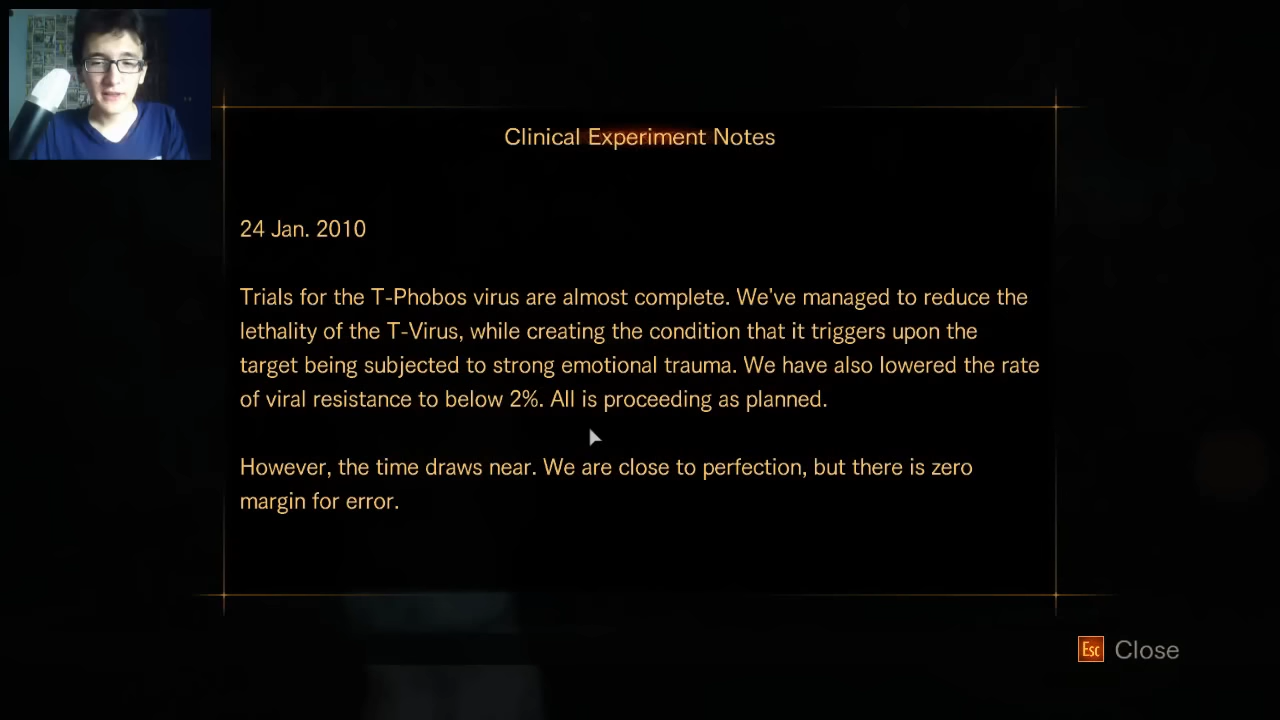 Clinical Experiment Notes
24 Jan. 2010
Trials for the T-Phobos virus are almost complete. We've managed to reduce the
lethality of the T-Virus, while creating the condition that it triggers upon the
target being subjected to strong emotional trauma. We have also lowered the rate
of viral resistance to below 2%. All is proceeding as planned.
However, the time draws near. We are close to perfection, but there is zero
margin for error.
Esc Close